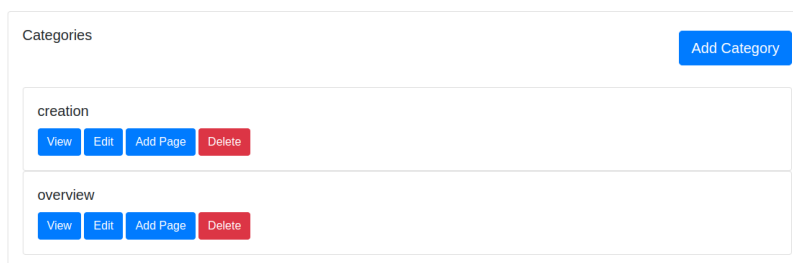 Categories
Add Category
creation
View Edit Add Page Delete
overview
View Edit Add Page Delete